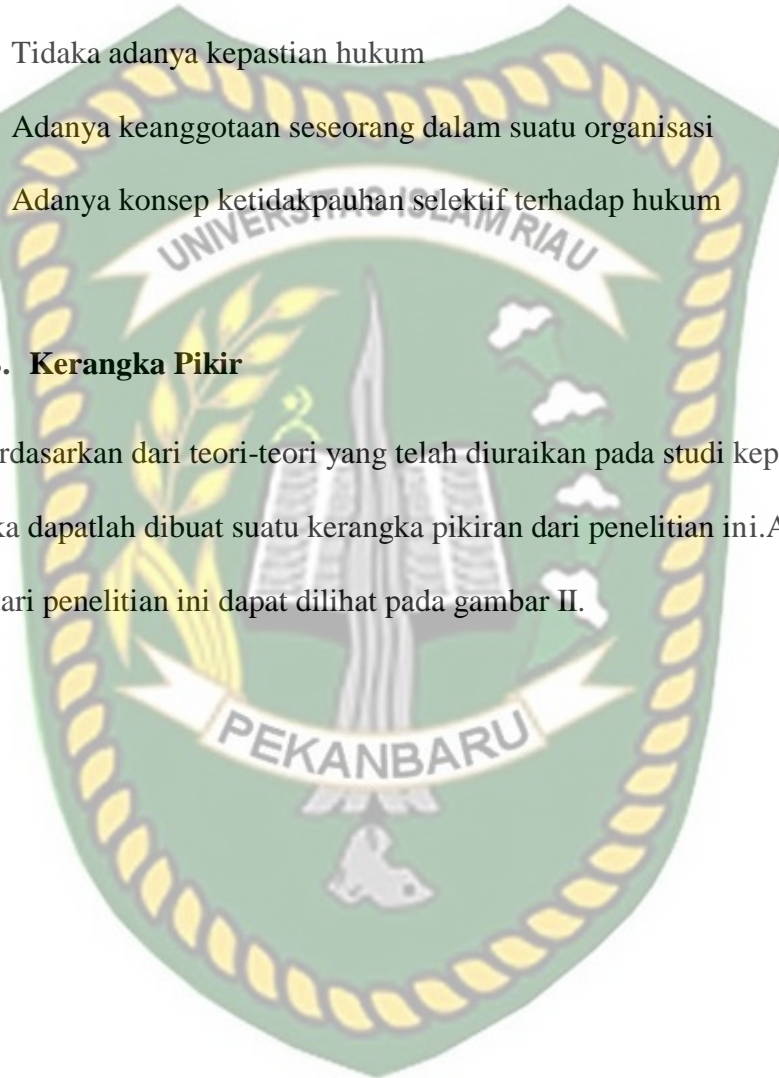 Tidaka adanya kepastian hukum
Adanya keanggotaan seseorang dalam suatu organisasi
Adanya konsep ketidakpauhan selektif terhadap hukum
UNIVERSITAS ISLAM RIAU
. Kerangka Pikir
rdasarkan dari teori-teori yang telah diuraikan pada studi kep
ka dapatlah dibuat suatu kerangka pikiran dari penelitian ini.A
dari penelitian ini dapat dilihat pada gambar II.
PEKANBARU